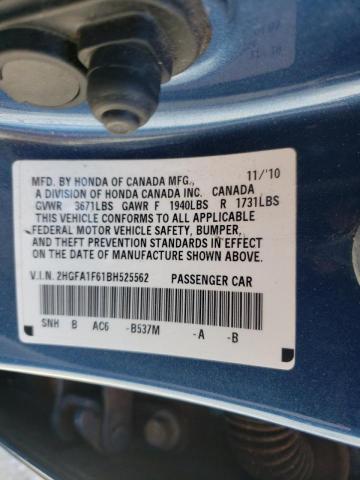 MFD. BY HONDA OF CANADA MFG., 11/'10
A DIVISION OF HONDA CANADA INC. CANADA
GVWR 3671LBS GAWR F 1940LBS R 1731LBS
THIS VEHICLE CONFORMS TO ALL APPLICABLE
FEDERAL MOTOR VEHICLE SAFETY, BUMPER,
AND THEFT PREVENTION STANDARDS IN EFFECT
ON THE DATE OF MANUFACTURE SHOWN ABOVE.
V.I.N. 2HGFA1F61BH525562 PASSENGER CAR
SNH B AC6 -B537M -A -B